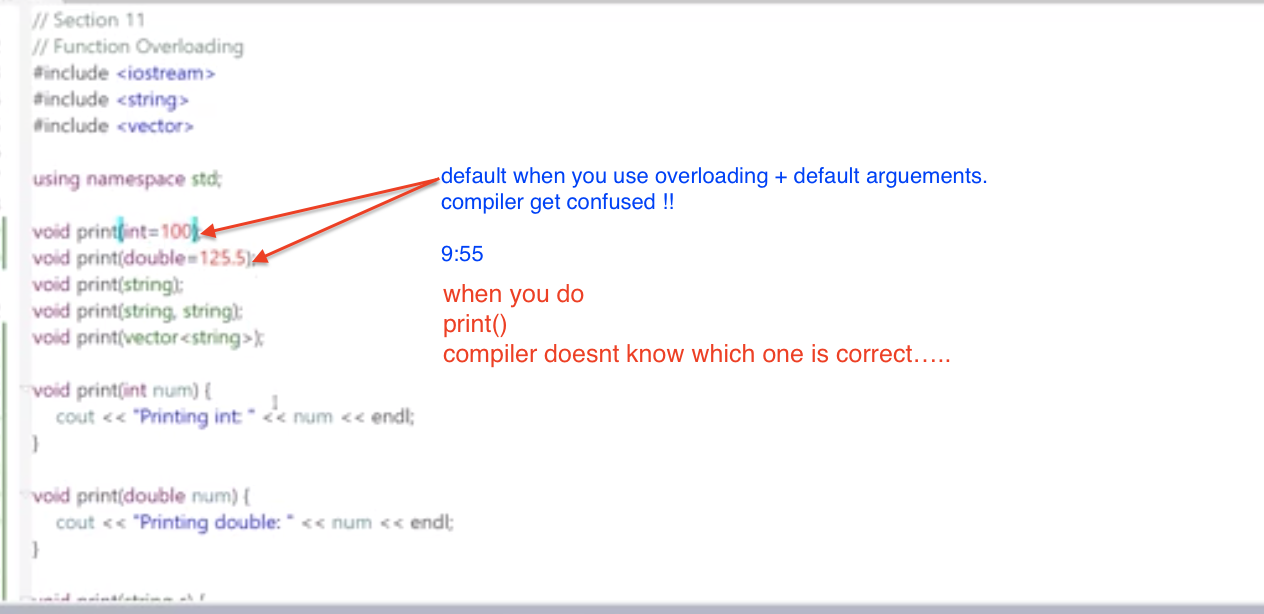 // Section 11
// Function Overloading
#include <iostream>
#include <string>
#include <vector>
using namespace std;
void print(int=100);
void print(double=125.5);
void print(string);
void print(string, string);
void print(vector<string>);
void print(int num) {
cout << "Printing int: " << num << endl;
}
void print(double num) {
cout << "Printing double: " << num << endl;
}
default when you use overloading + default arguements.
compiler get confused !!
9:55
when you do
print()
compiler doesnt know which one is correct…..